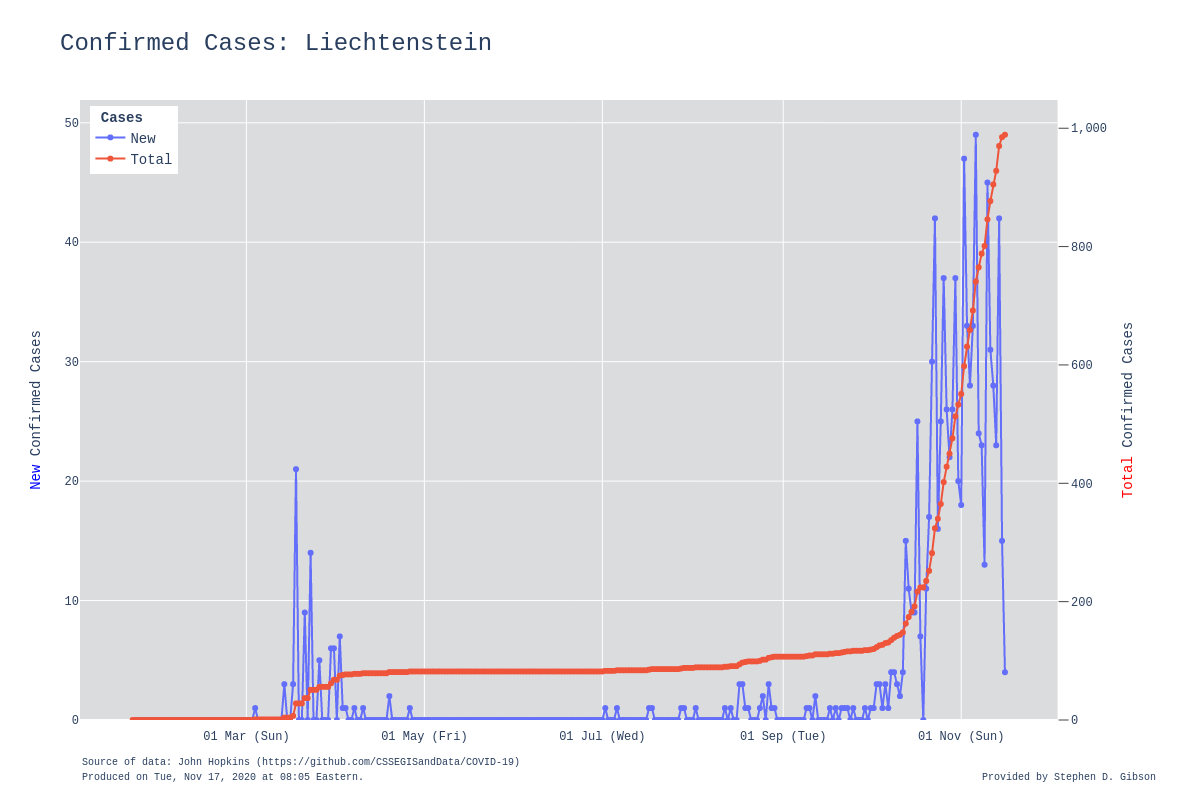 Confirmed Cases: Liechtenstein
Cases
New
Total
50
40
30
20
10
0
1,000
800
600
400
200
0
New Confirmed Cases
Total Confirmed Cases
01 Mar (Sun)
01 May (Fri)
01 Jul (Wed)
01 Sep (Tue)
01 Nov (Sun)
Source of data: John Hopkins (https://github.com/CSSEGISandData/COVID-19)
Produced on Tue, Nov 17, 2020 at 08:05 Eastern.
Provided by Stephen D. Gibson